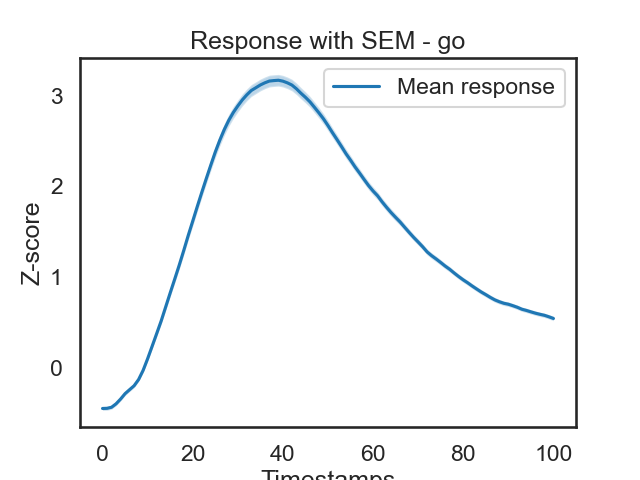 Response with SEM - go
Mean response
Z-score
3
2
1
0
0 20 40 60 80 100
Timestamps